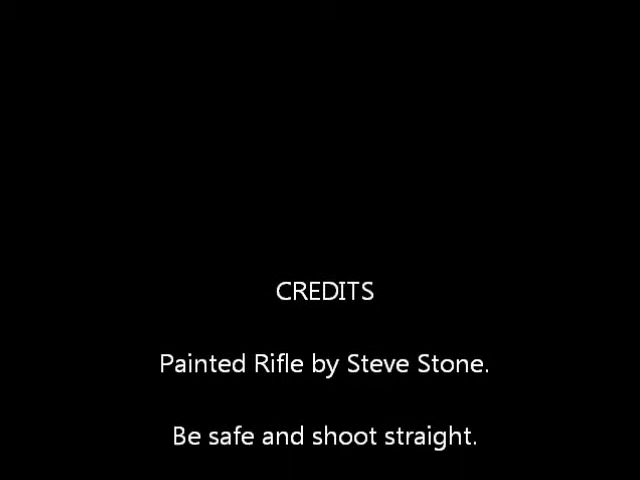 CREDITS
Painted Rifle by Steve Stone.
Be safe and shoot straight.